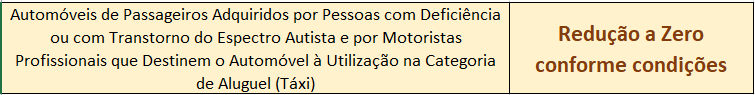 Automóveis de Passageiros Adquiridos por Pessoas com Deficiência
ou com Transtorno do Espectro Autista e por Motoristas
Profissionais que Destinem o Automóvel à Utilização na Categoria
de Aluguel (Táxi)
Redução a Zero
conforme condições